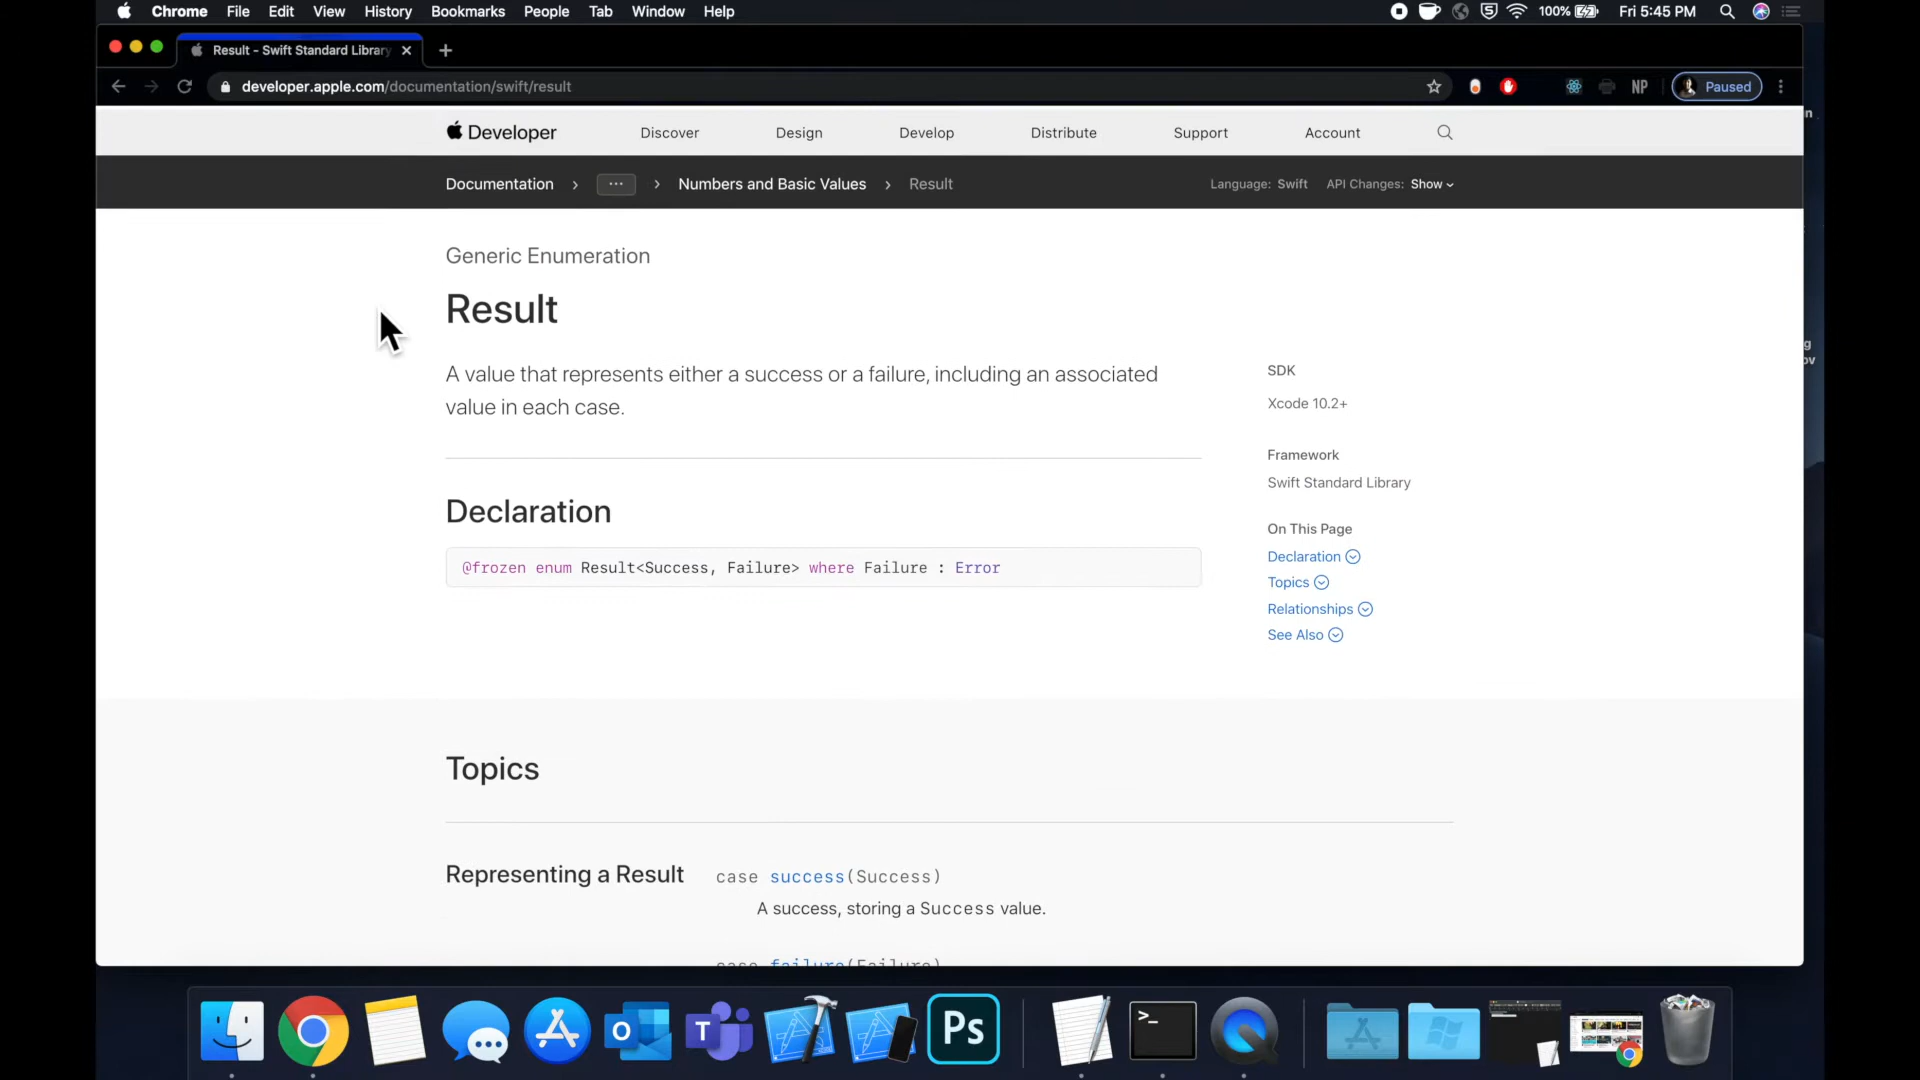 Chrome File Edit View History Bookmarks People Tab Window Help 100% Fri 5:45 PM
Result - Swift Standard Library
developer.apple.com/documentation/swift/result NP Paused
Developer Discover Design Develop Distribute Support Account
Documentation › ··· › Numbers and Basic Values › Result Language: Swift API Changes: Show
Generic Enumeration
Result
A value that represents either a success or a failure, including an associated
value in each case.
SDK
Xcode 10.2+
Framework
Swift Standard Library
On This Page
Declaration
Topics
Relationships
See Also
Declaration
@frozen enum Result<Success, Failure> where Failure : Error
Topics
Representing a Result
case success(Success)
A success, storing a Success value.
case failure(Failure)
O T Ps >_